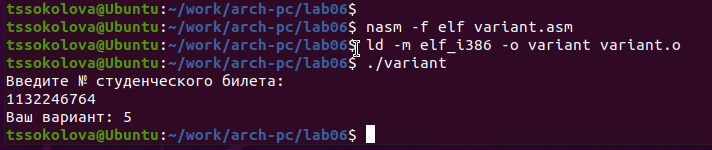 tssokolova@Ubuntu:~/work/arch-pc/lab06$
tssokolova@Ubuntu:~/work/arch-pc/lab06$ nasm -f elf variant.asm
tssokolova@Ubuntu:~/work/arch-pc/lab06$ ld -m elf_i386 -o variant variant.o
tssokolova@Ubuntu:~/work/arch-pc/lab06$ ./variant
Введите № студенческого билета:
1132246764
Ваш вариант: 5
tssokolova@Ubuntu:~/work/arch-pc/lab06$